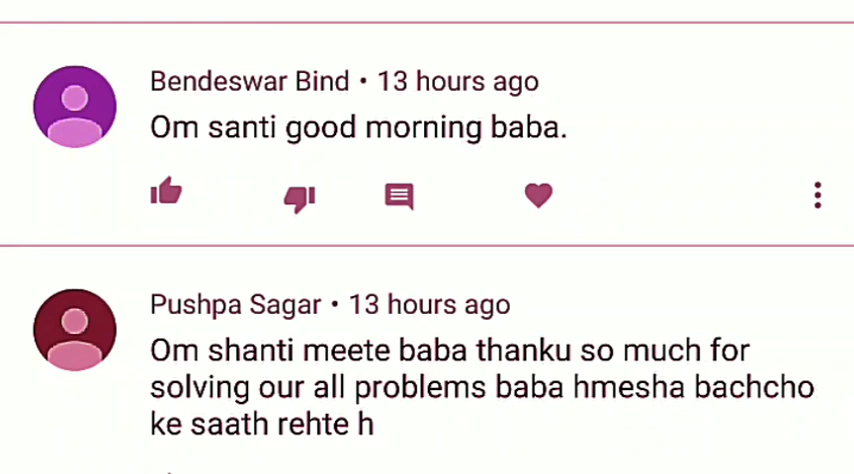 Bendeswar Bind • 13 hours ago
Om santi good morning baba.
Pushpa Sagar • 13 hours ago
Om shanti meete baba thanku so much for
solving our all problems baba hmesha bachcho
ke saath rehte h